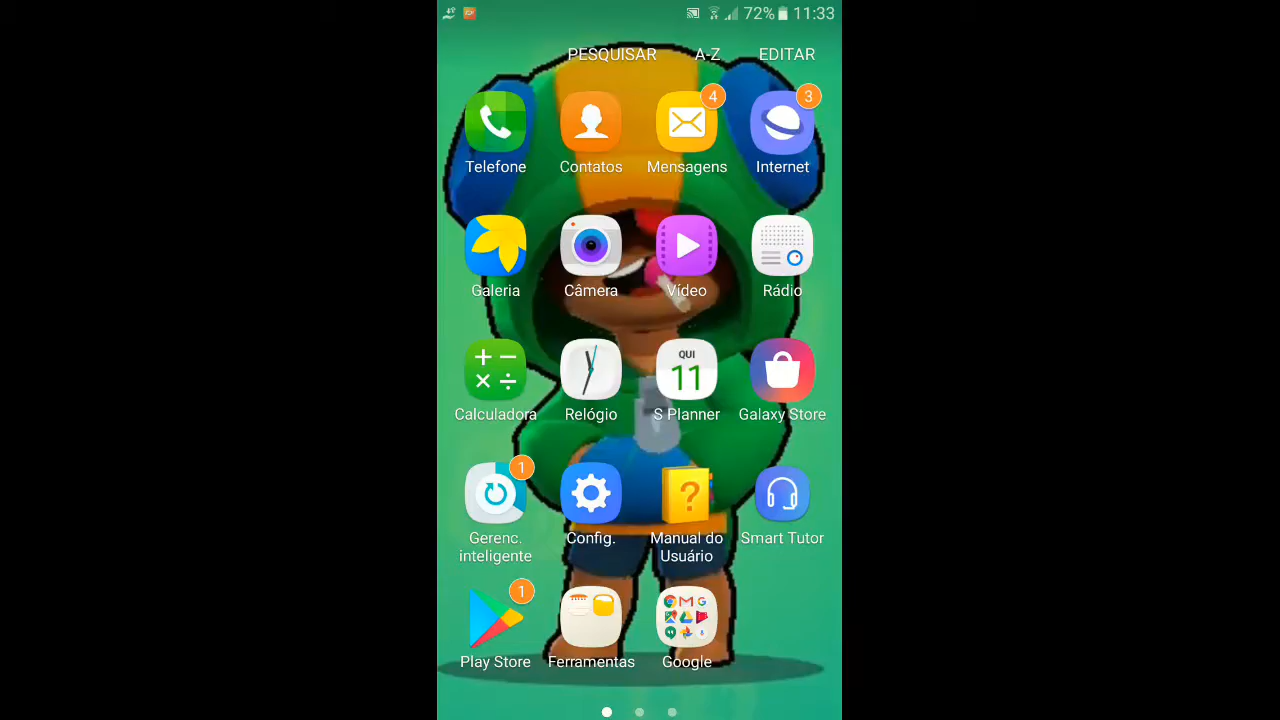 72% 11:33
PESQUISAR A-Z EDITAR
4 3
Telefone Contatos Mensagens Internet
Galeria Câmera Vídeo Rádio
QUI
11
Calculadora Relógio S Planner Galaxy Store
1
?
Gerenc. Config. Manual do Smart Tutor
inteligente Usuário
1
Play Store Ferramentas Google